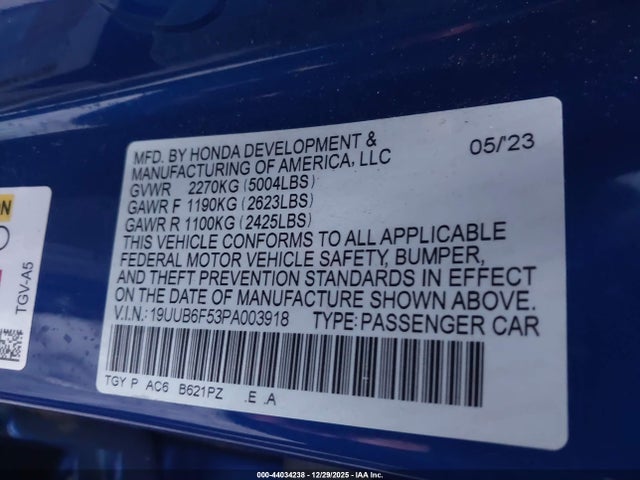 MFD. BY HONDA DEVELOPMENT & 05/'23
MANUFACTURING OF AMERICA, LLC
GVWR 2270KG (5004LBS)
GAWR F 1190KG (2623LBS)
GAWR R 1100KG (2425LBS)
THIS VEHICLE CONFORMS TO ALL APPLICABLE
FEDERAL MOTOR VEHICLE SAFETY, BUMPER,
AND THEFT PREVENTION STANDARDS IN EFFECT
ON THE DATE OF MANUFACTURE SHOWN ABOVE.
V.I.N.: 19UUB6F53PA003918 TYPE: PASSENGER CAR
TGY P AC6 B621PZ .E .A
TGV-A5
000-44034238 - 12/29/2025 - IAA Inc.